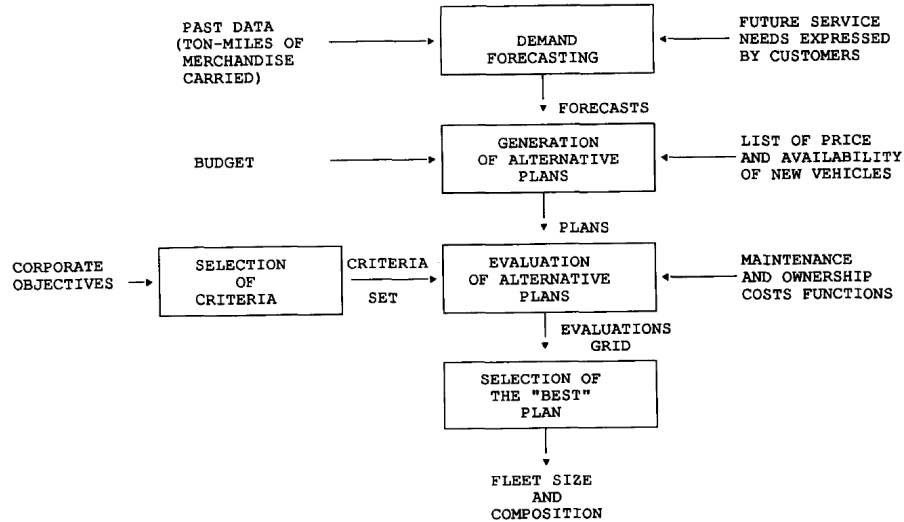 PAST DATA
(TON-MILES OF
MERCHANDISE
CARRIED)
DEMAND
FORECASTING
FUTURE SERVICE
NEEDS EXPRESSED
BY CUSTOMERS
FORECASTS
BUDGET
GENERATION
OF ALTERNATIVE
PLANS
LIST OF PRICE
AND AVAILABILITY
OF NEW VEHICLES
PLANS
CORPORATE
OBJECTIVES
SELECTION
OF
CRITERIA
CRITERIA
SET
EVALUATION
OF ALTERNATIVE
PLANS
MAINTENANCE
AND OWNERSHIP
COSTS FUNCTIONS
EVALUATIONS
GRID
SELECTION OF
THE "BEST"
PLAN
FLEET SIZE
AND
COMPOSITION